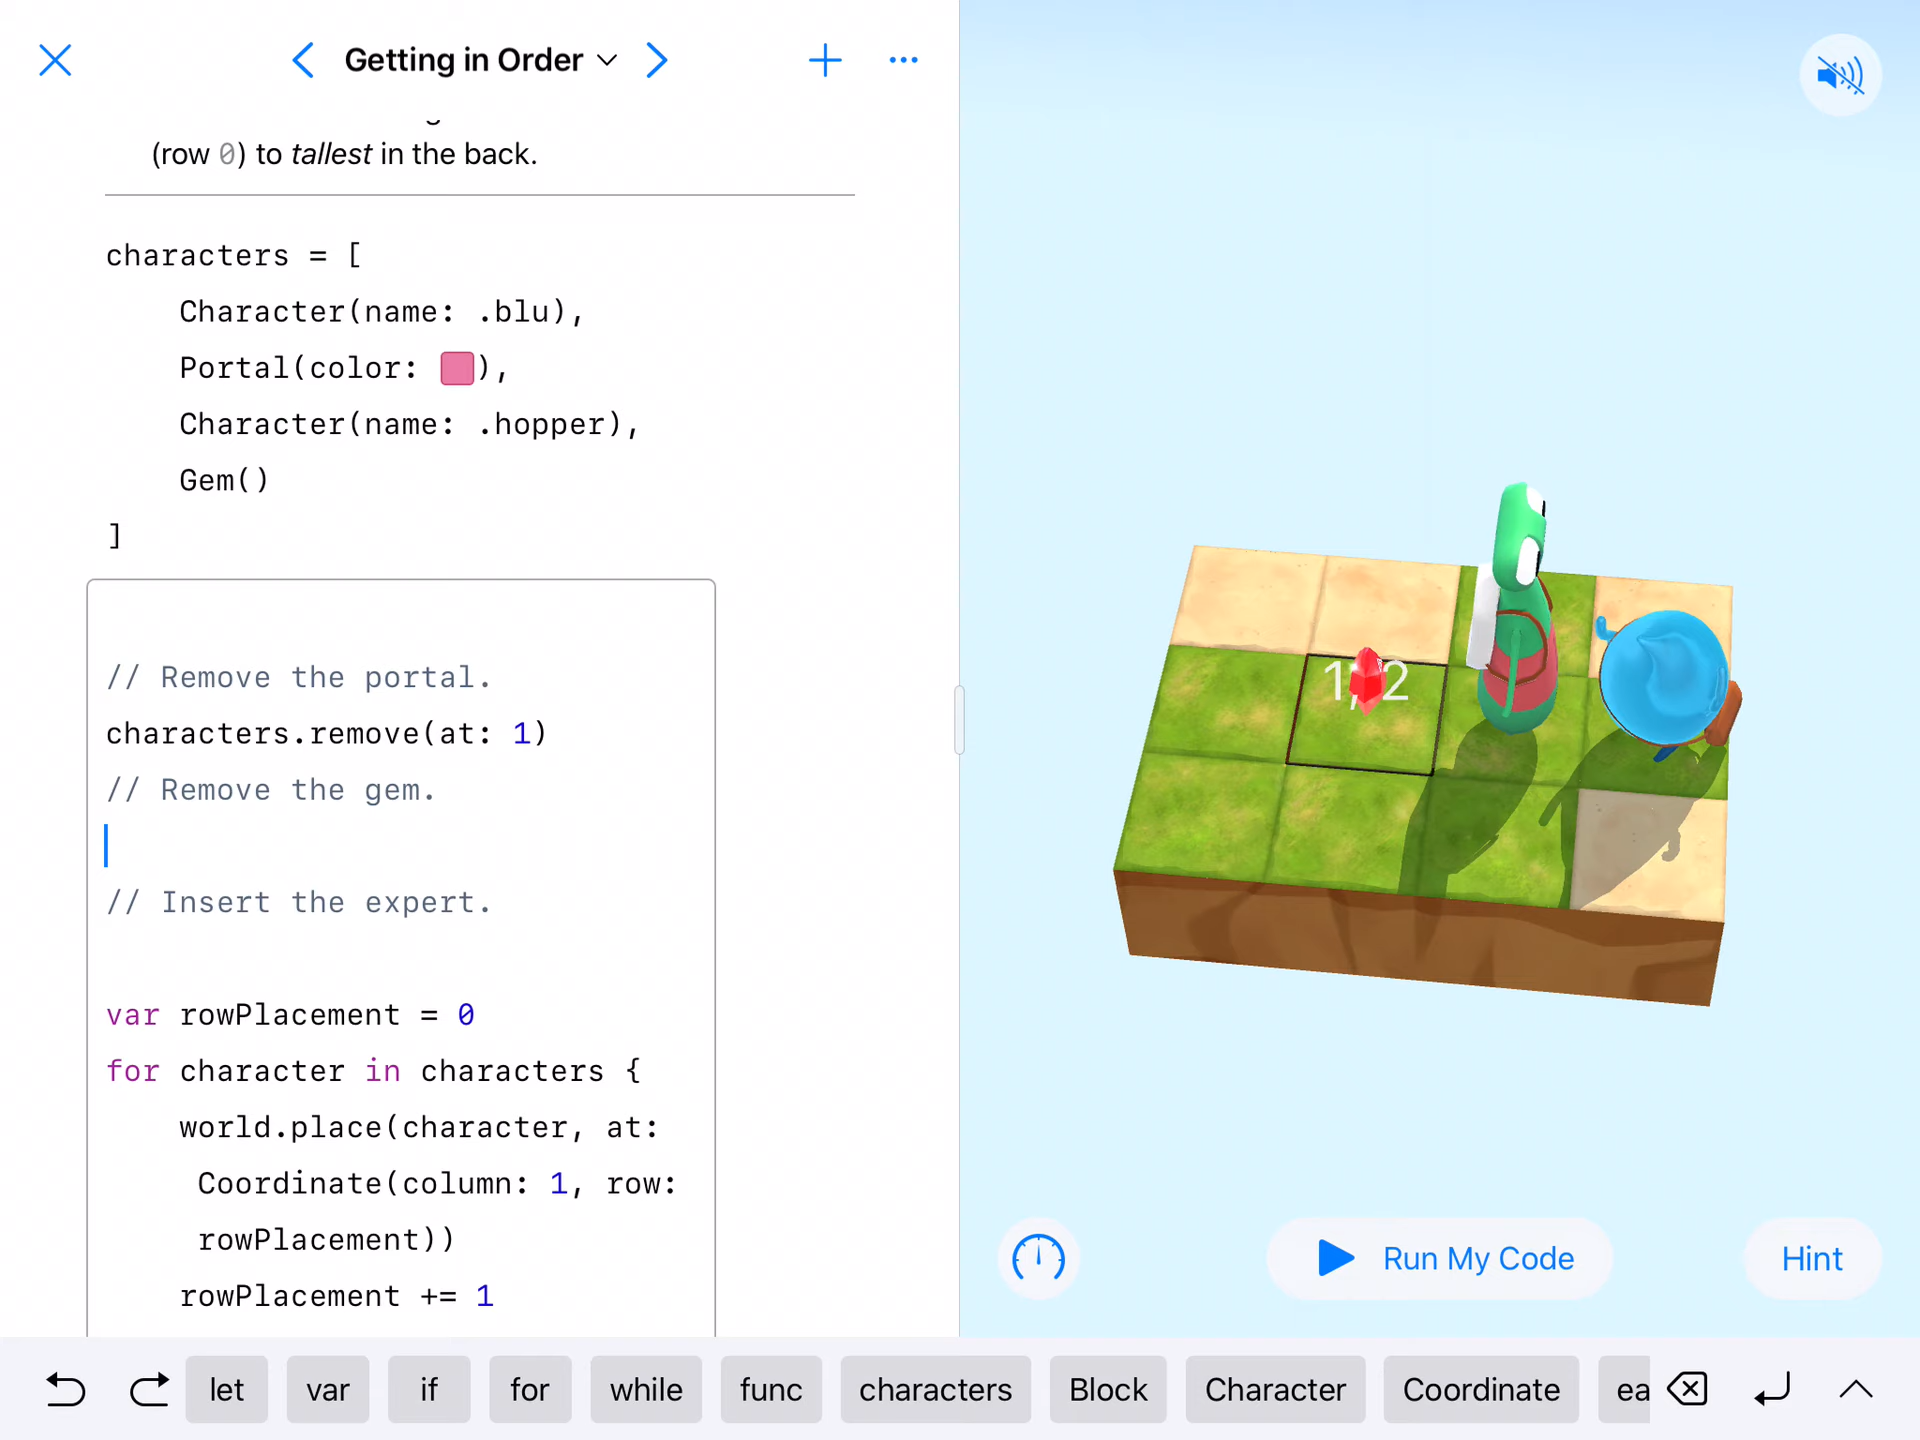 Getting in Order
(row 0) to tallest in the back.
characters = [
Character(name: .blu),
Portal(color: ),
Character(name: .hopper),
Gem()
]
// Remove the portal.
characters.remove(at: 1)
// Remove the gem.
// Insert the expert.
var rowPlacement = 0
for character in characters {
world.place(character, at:
Coordinate(column: 1, row:
rowPlacement))
rowPlacement += 1
1,2
Run My Code
Hint
let var if for while func characters Block Character Coordinate ea